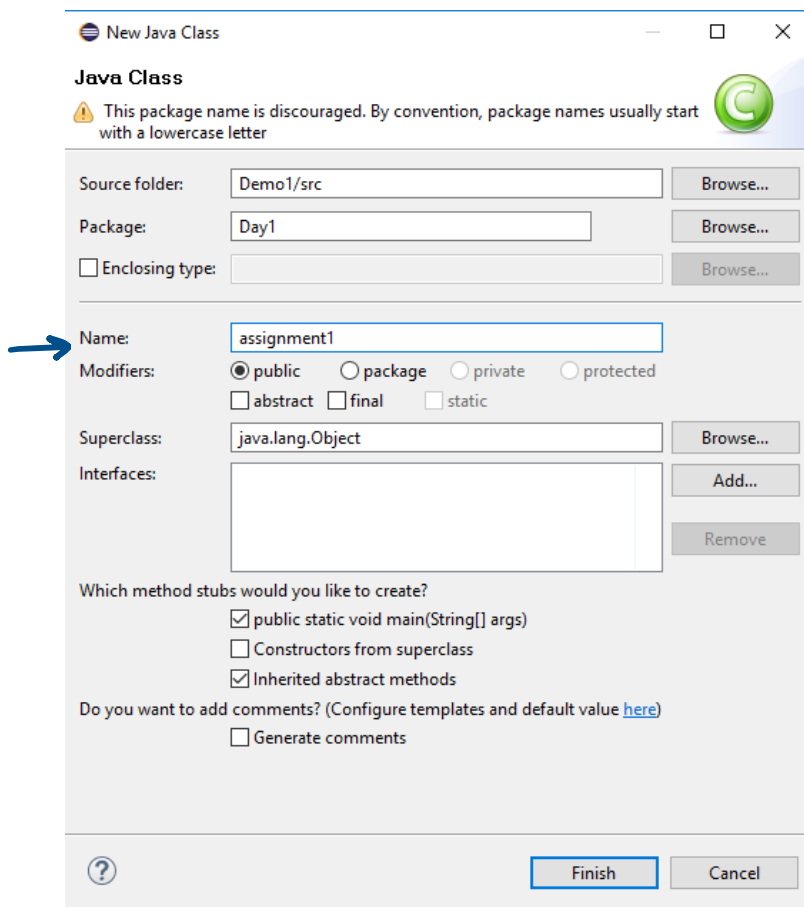 New Java Class
Java Class
This package name is discouraged. By convention, package names usually start
with a lowercase letter
C
Source folder: Demo1/src Browse...
Package: Day1 Browse...
Enclosing type: Browse...
Name: assignment1
Modifiers: public package private protected
abstract final static
Superclass: java.lang.Object Browse...
Interfaces: Add...
Remove
Which method stubs would you like to create?
public static void main(String[] args)
Constructors from superclass
Inherited abstract methods
Do you want to add comments? (Configure templates and default value here)
Generate comments
? Finish Cancel